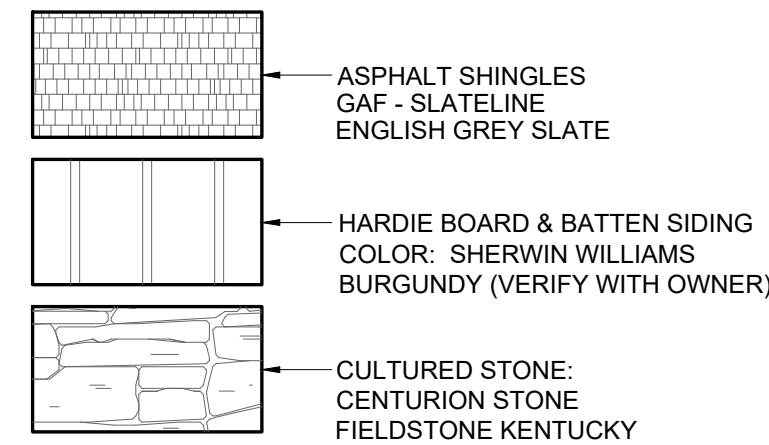 ASPHALT SHINGLES
GAF - SLATELINE
ENGLISH GREY SLATE
HARDIE BOARD & BATTEN SIDING
COLOR: SHERWIN WILLIAMS
BURGUNDY (VERIFY WITH OWNER)
CULTURED STONE:
CENTURION STONE
FIELDSTONE KENTUCKY